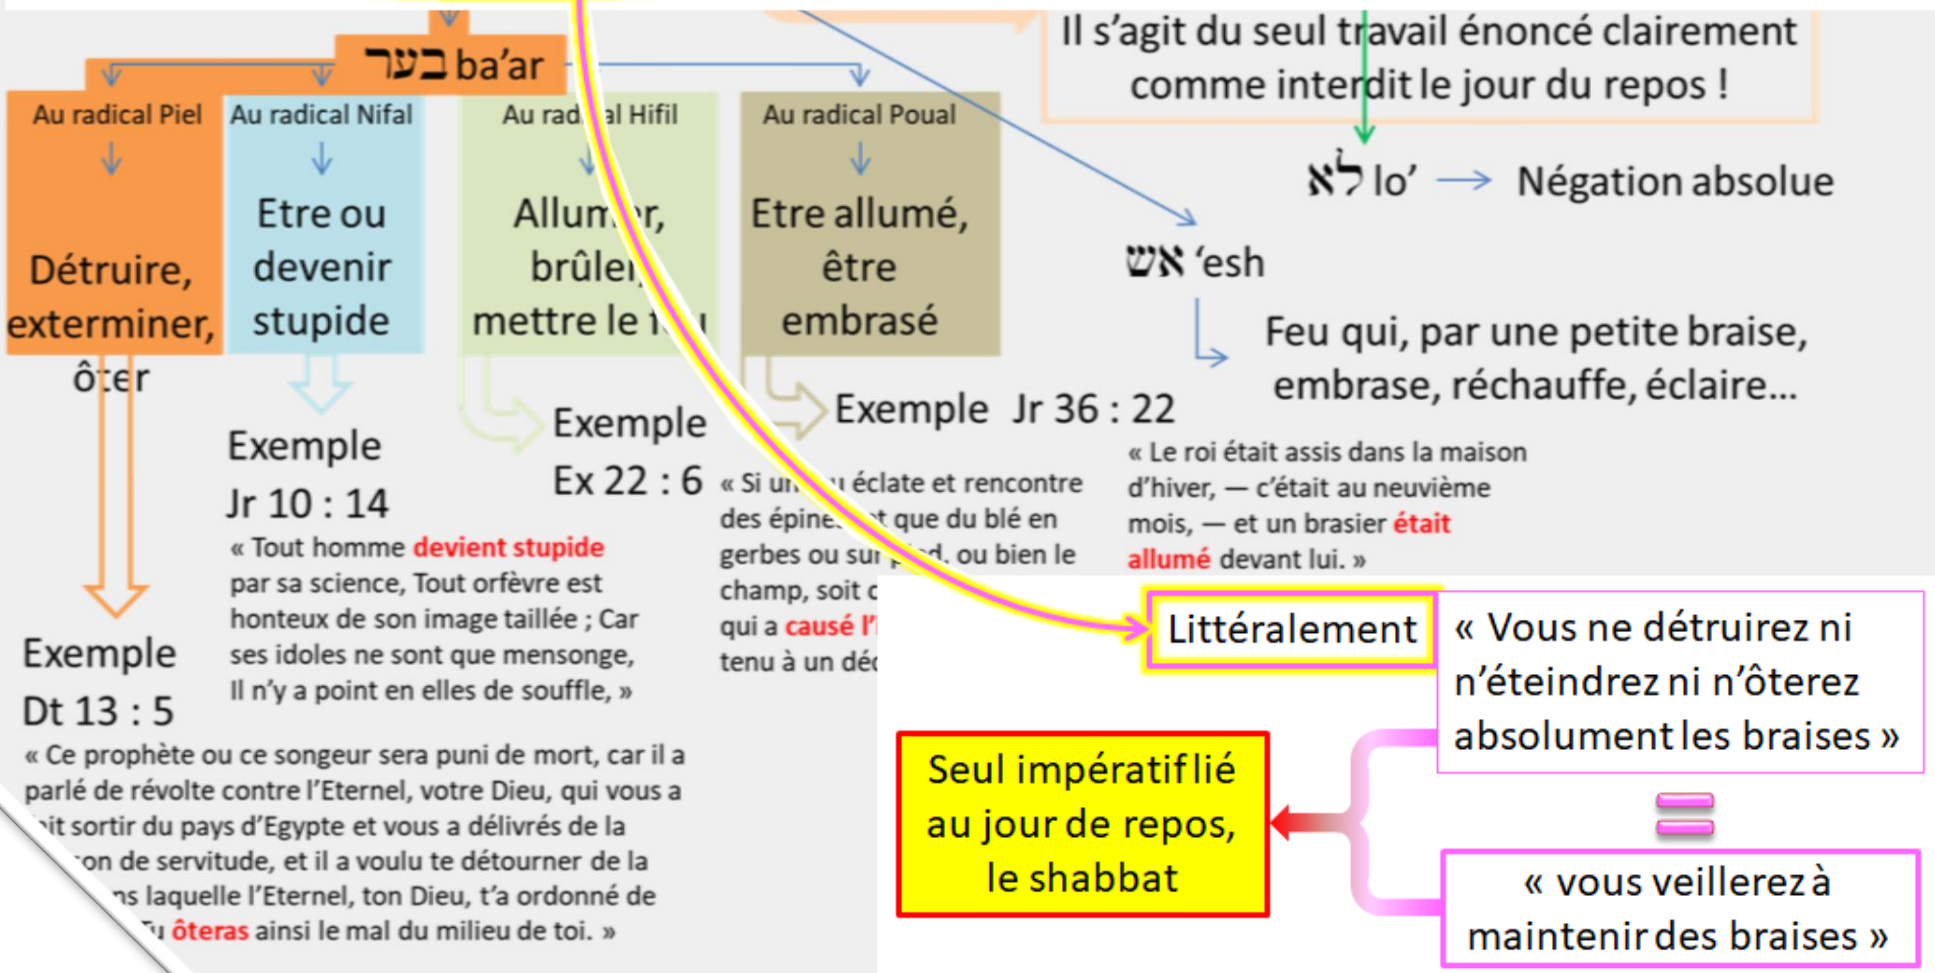 Il s’agit du seul travail énoncé clairement
comme interdit le jour du repos !
בער ba’ar
Au radical Piel
Détruire,
exterminer,
ôter
Au radical Nifal
Etre ou
devenir
stupide
Au radical Hifil
Allumer,
brûler,
mettre le feu
Au radical Poual
Etre allumé,
être
embrasé
לֹא lo’
Négation absolue
אש ‘esh
Feu qui, par une petite braise,
embrase, réchauffe, éclaire...
Exemple
Jr 10 : 14
« Tout homme devient stupide
par sa science, Tout orfèvre est
honteux de son image taillée ; Car
ses idoles ne sont que mensonge,
Il n’y a point en elles de souffle, »
Exemple
Ex 22 : 6
« Si un éclate et rencontre
des épines et que du blé en
gerbes ou sur pied, ou bien le
champ, soit
qui a causé
tenu à un
Exemple Jr 36 : 22
« Le roi était assis dans la maison
d’hiver, — c’était au neuvième
mois, — et un brasier était
allumé devant lui. »
Exemple
Dt 13 : 5
« Ce prophète ou ce songeur sera puni de mort, car il a
parlé de révolte contre l’Eternel, votre Dieu, qui vous a
sortir du pays d’Egypte et vous a délivrés de la
de servitude, et il a voulu te détourner de la
laquelle l’Eternel, ton Dieu, t’a ordonné de
ôteras ainsi le mal du milieu de toi. »
Littéralement
« Vous ne détruirez ni
n’éteindrez ni n’ôterez
absolument les braises »
=
« vous veillerez à
maintenir des braises »
Seul impératif lié
au jour de repos,
le shabbat